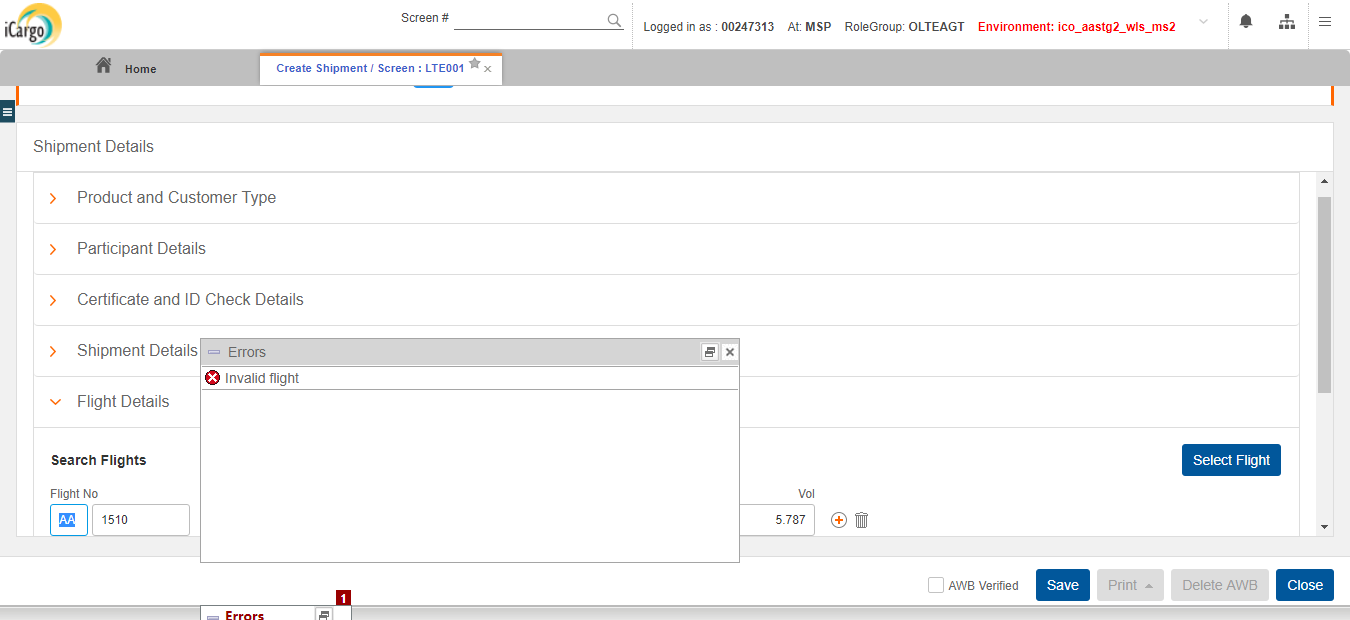 iCargo
Screen #
Logged in as : 00247313 At: MSP RoleGroup: OLTEAGT Environment: ico_aastg2_wls_ms2
Home
Create Shipment / Screen : LTE001
Shipment Details
Product and Customer Type
Participant Details
Certificate and ID Check Details
Shipment Details
Errors
Invalid flight
Flight Details
Search Flights
Select Flight
Flight No
Vol
AA
1510
5.787
AWB Verified
Save
Print
Delete AWB
Close
1
Errors